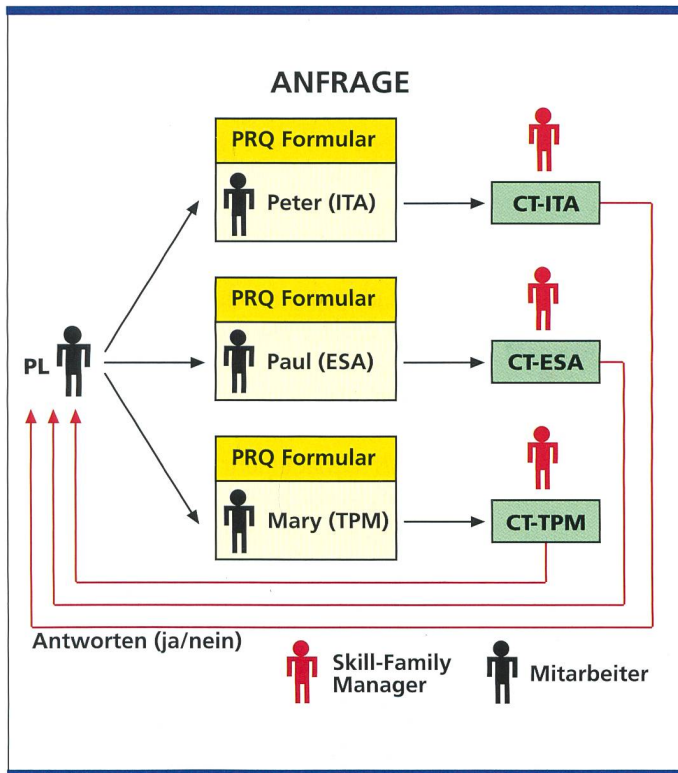 ANFRAGE
PRQ Formular
Peter (ITA)
CT-ITA
PRQ Formular
Paul (ESA)
CT-ESA
PL
PRQ Formular
Mary (TPM)
CT-TPM
Antworten (ja/nein)
Skill-Family
Manager
Mitarbeiter